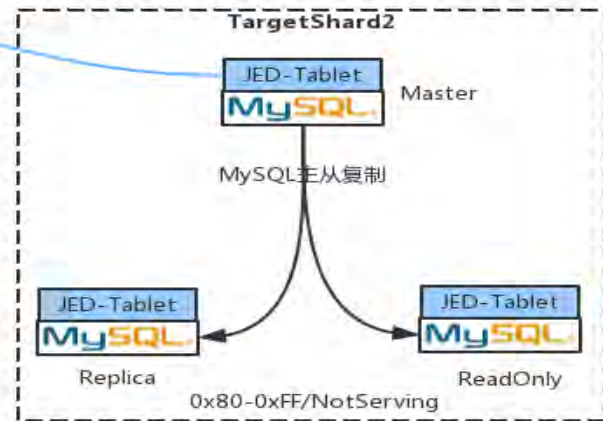 TargetShard2
JED-Tablet
MySQL
Master
MySQL主从复制
JED-Tablet
MySQL
Replica
JED-Tablet
MySQL
ReadOnly
0x80-0xFF/NotServing